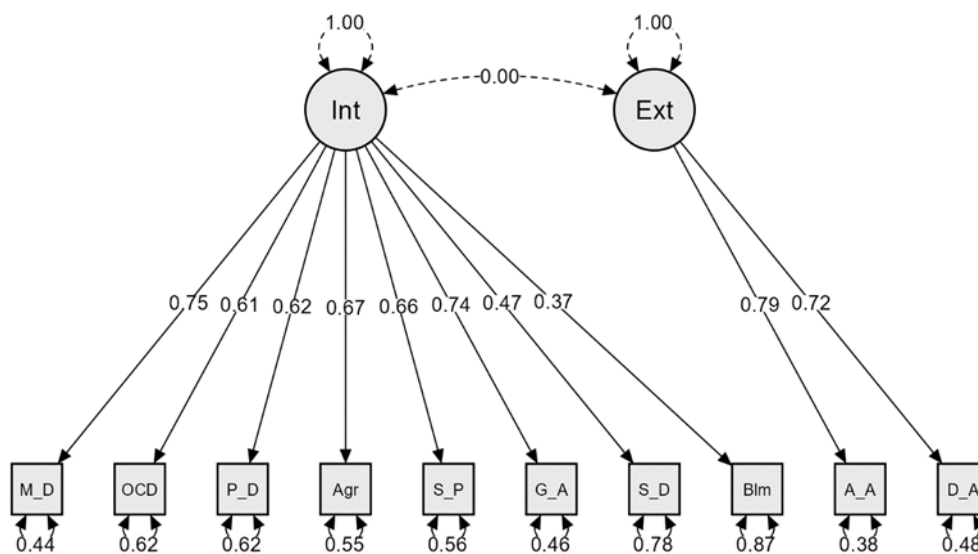 1.00 1.00
0.00
Int Ext
0.75 0.61 0.62 0.67 0.66 0.74 0.47 0.37 0.79 0.72
M_D OCD P_D Agr S_P G_A S_D Blm A_A D_A
0.44 0.62 0.62 0.55 0.56 0.46 0.78 0.87 0.38 0.48